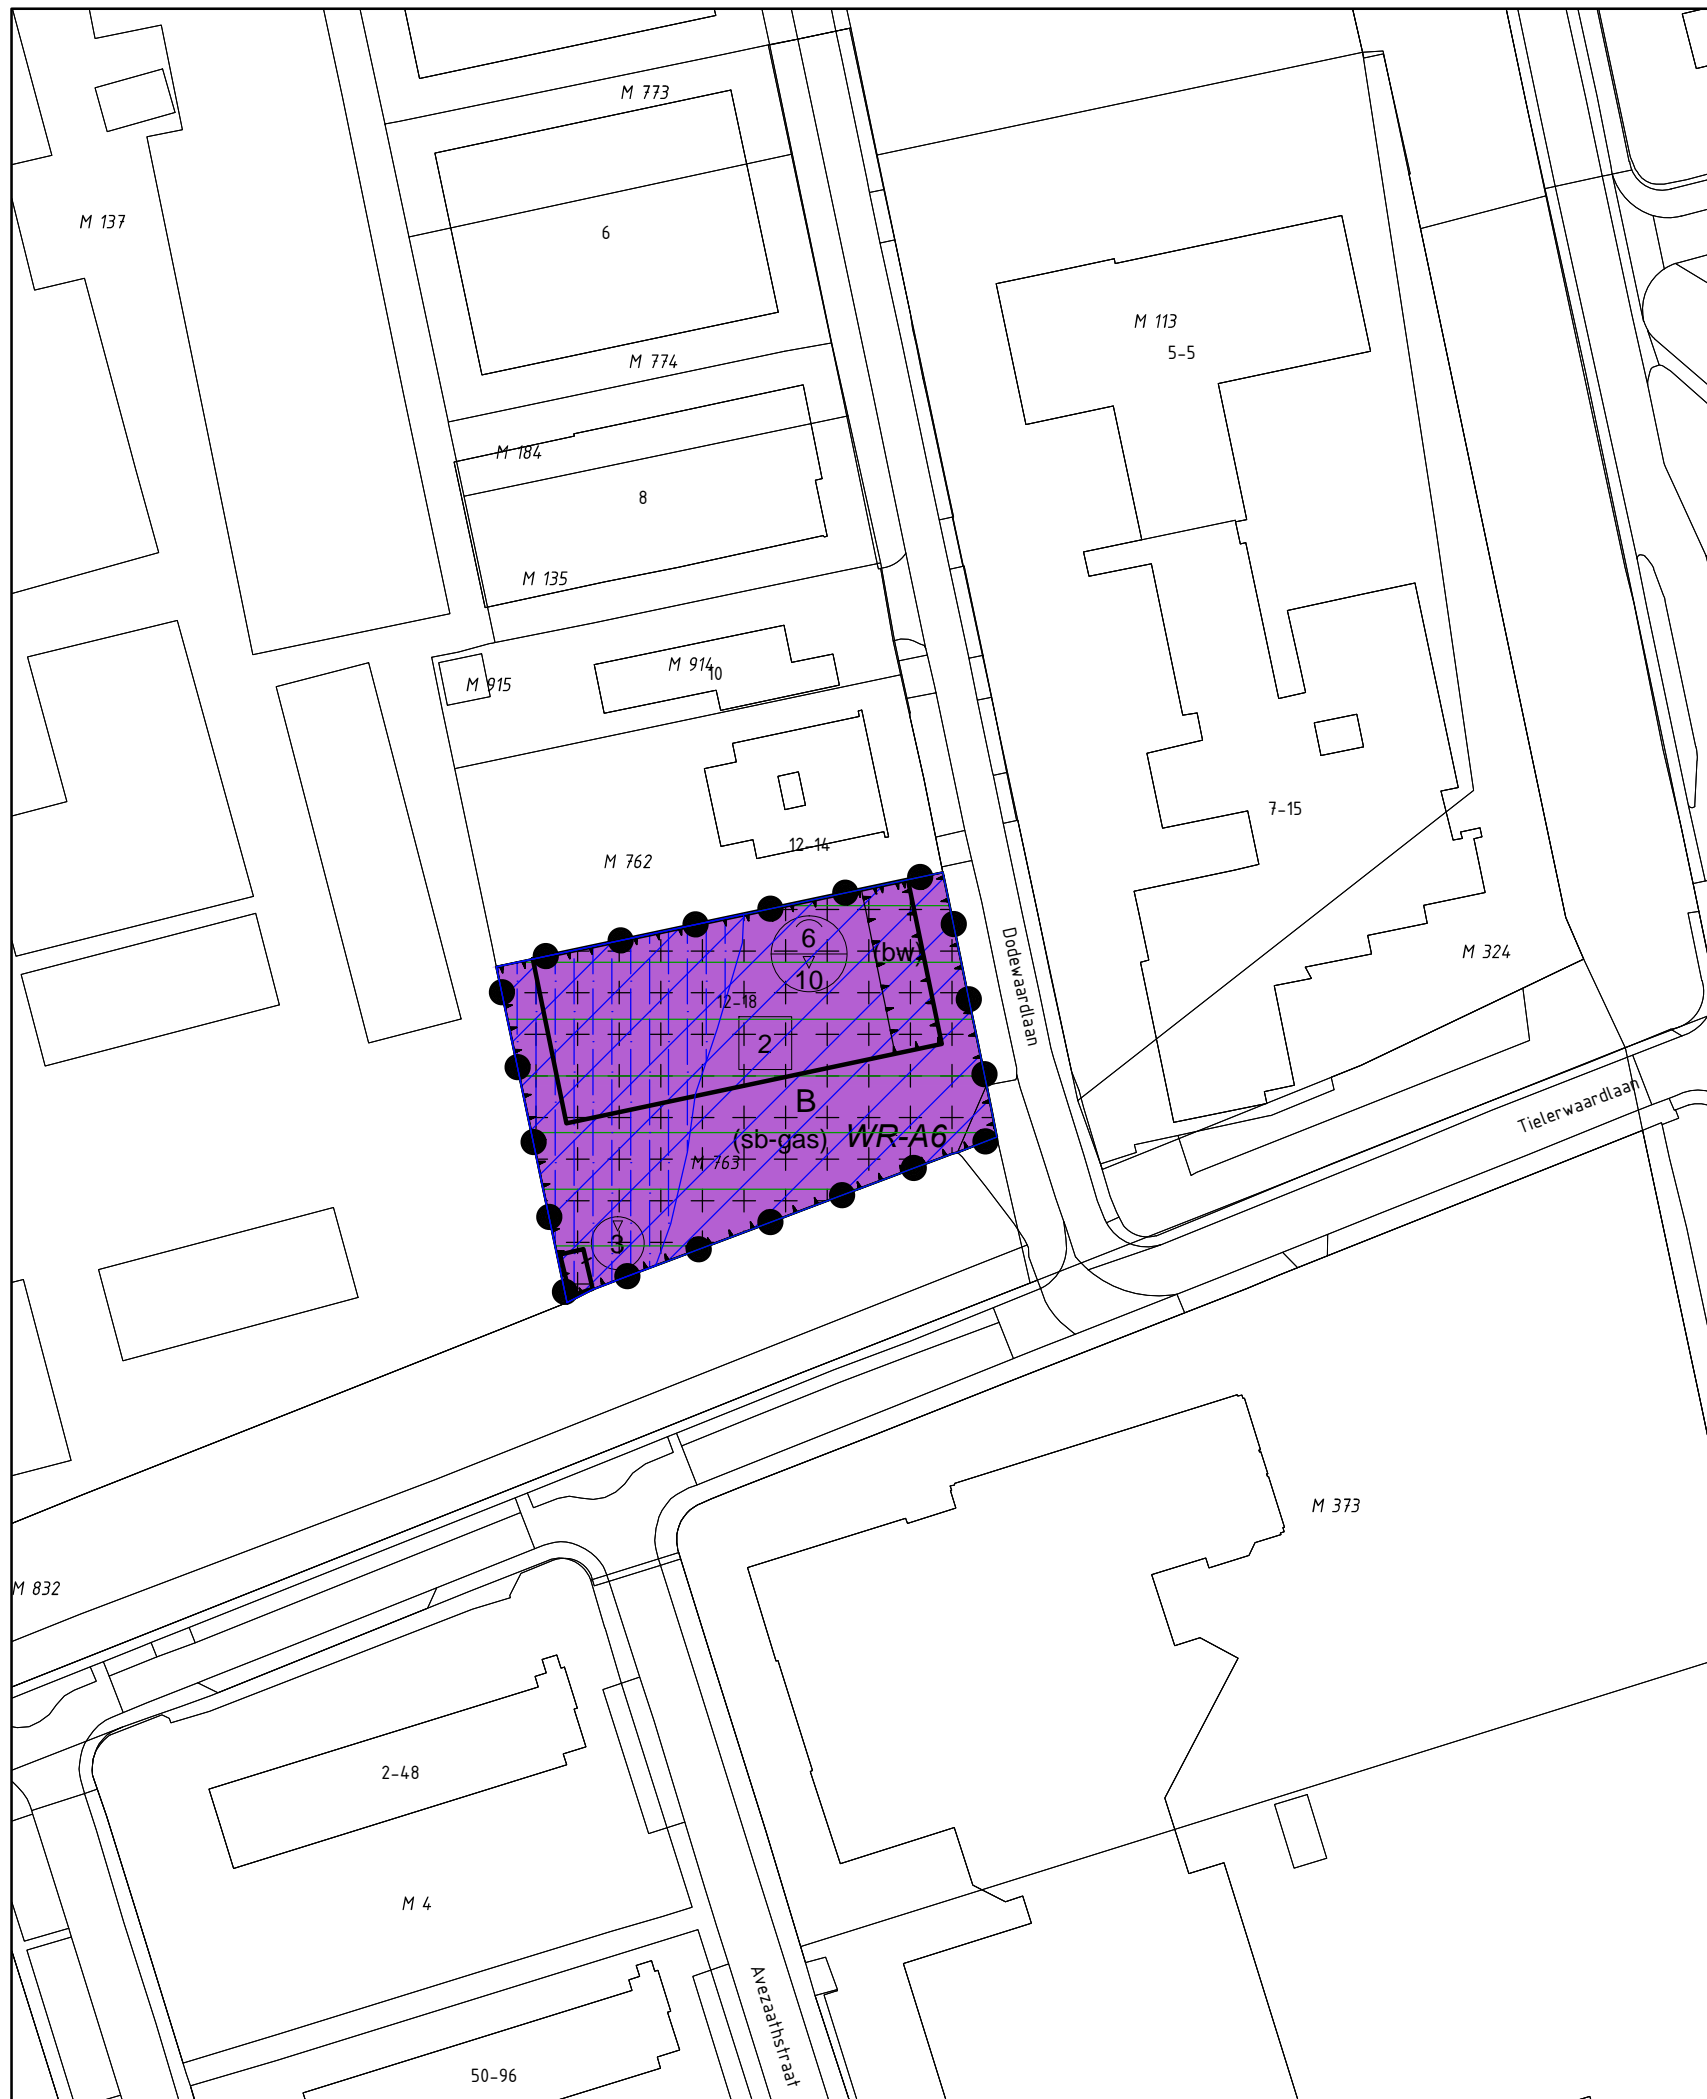 M 773
M 137
6
M 113
5-5
M 774
M 184
8
M 135
M 914
10
M 915
7-15
12-14
M 762
6
10
(bw)
Dodewaardlaan
M 324
12-18
2
B
(sb-gas)
WR-A6
M 763
Tielerwaardlaan
3
M 373
M 832
2-48
M 4
Avezaathstraat
50-96